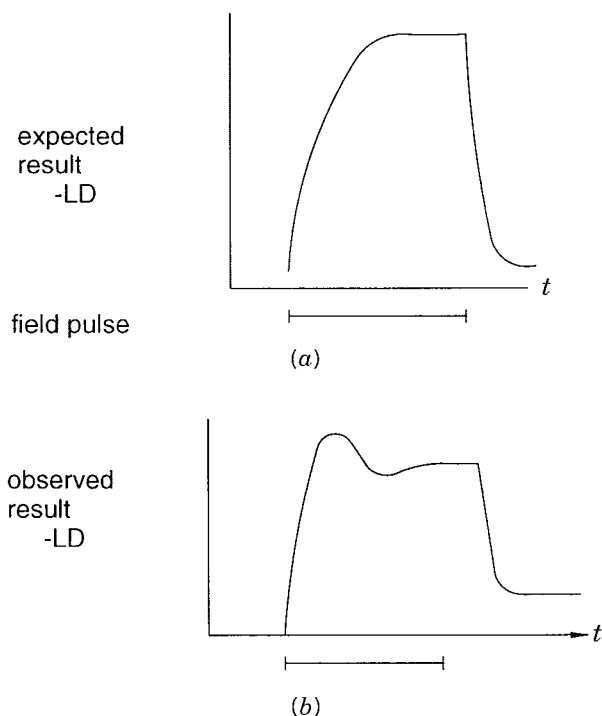 expected
result
-LD
t
field pulse
(a)
observed
result
-LD
t
(b)